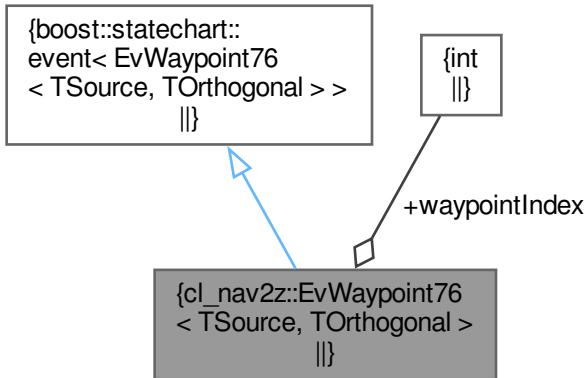 {boost::statechart::
event< EvWaypoint76
< TSource, TOrthogonal > >
||}
{int
||}
+waypointIndex
{cl_nav2z::EvWaypoint76
< TSource, TOrthogonal >
||}